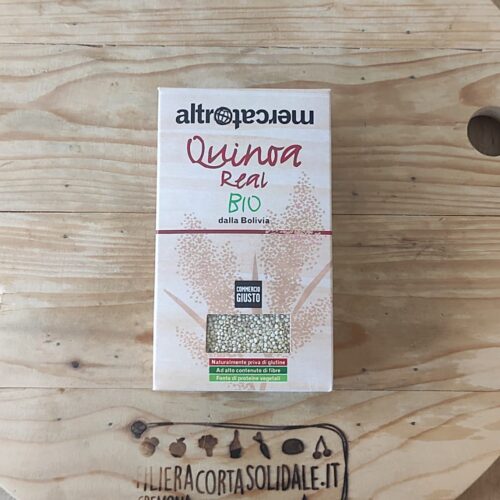 altromercato
Quinoa
Real
BIO
dalla Bolivia
COMMERCIO
GIUSTO
Naturalmente priva di glutine
Ad alto contenuto di fibre
Fonte di proteine vegetali
FILIERACORTASOLIDALE.IT
CREMONA